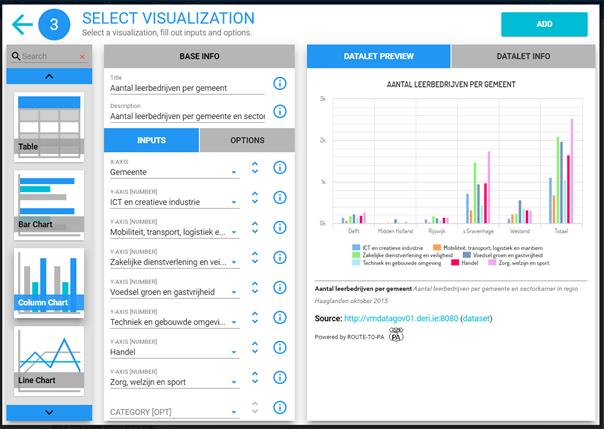 3
SELECT VISUALIZATION
Select a visualization, fill out inputs and options.
ADD
Search
Table
Bar Chart
Column Chart
Line Chart
BASE INFO
Title
Aantal leerbedrijven per gemeent
Description
Aantal leerbedrijven per gemeente en sector
INPUTS
OPTIONS
X-AXIS
Gemeente
Y-AXIS [NUMBER]
ICT en creatieve industrie
Y-AXIS [NUMBER]
Mobiliteit, transport, logistiek e...
Y-AXIS [NUMBER]
Zakelijke dienstverlening en vei...
Y-AXIS [NUMBER]
Voedsel groen en gastvrijheid
Y-AXIS [NUMBER]
Techniek en gebouwde omgevi...
Y-AXIS [NUMBER]
Handel
Y-AXIS [NUMBER]
Zorg, welzijn en sport
CATEGORY [OPT]
DATALET PREVIEW
DATALET INFO
AANTAL LEERBEDRIJVEN PER GEMEENT
3k
2k
1k
0k
Delft
Midden Holland
Rijswijk
s Gravenhage
Westland
Totaal
ICT en creatieve industrie
Mobiliteit, transport, logistiek en maritiem
Zakelijke dienstverlening en veiligheid
Voedsel groen en gastvrijheid
Techniek en gebouwde omgeving
Handel
Zorg, welzijn en sport
Aantal leerbedrijven per gemeent Aantal leerbedrijven per gemeente en sectorkamer in regio
Haaglanden oktober 2015
Source: http://vmdatagov01.deri.ie:8080 (dataset)
Powered by ROUTE-TO-PA
PA